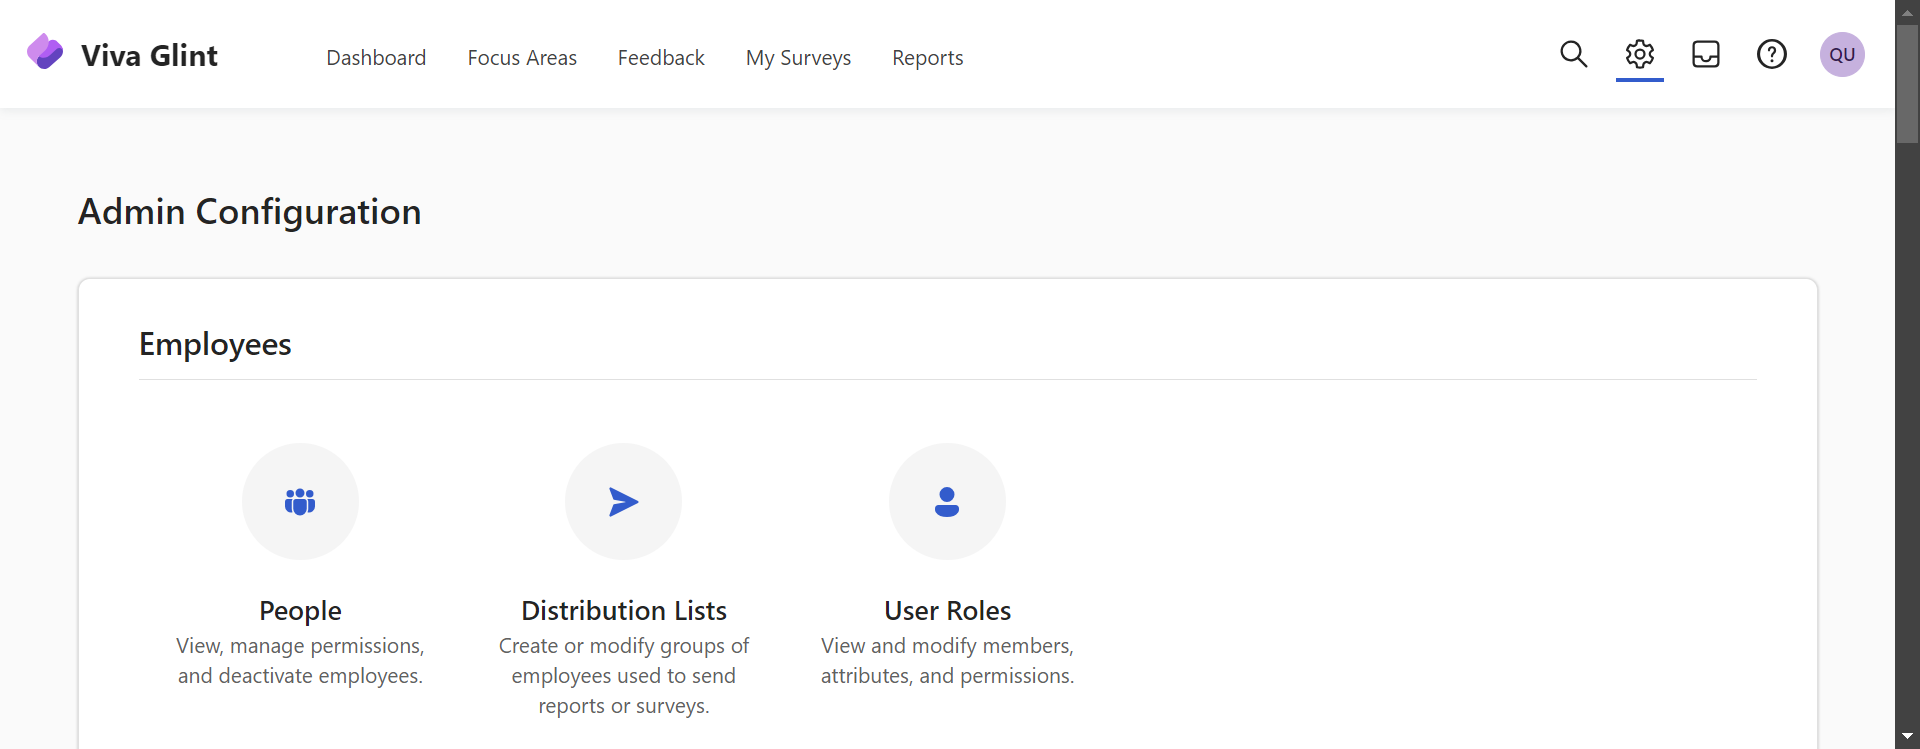 Viva Glint
Dashboard
Focus Areas
Feedback
My Surveys
Reports
QU
Admin Configuration
Employees
People
View, manage permissions,
and deactivate employees.
Distribution Lists
Create or modify groups of
employees used to send
reports or surveys.
User Roles
View and modify members,
attributes, and permissions.